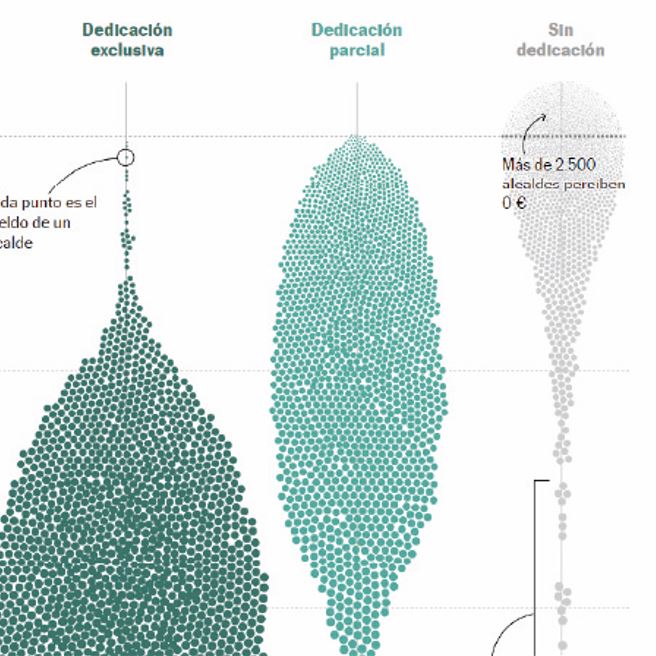 Dedicación
exclusiva
Dedicación
parcial
Sin
dedicación
Más de 2.500
alcaldes perciben
0 €
da punto es el
eldo de un
calde